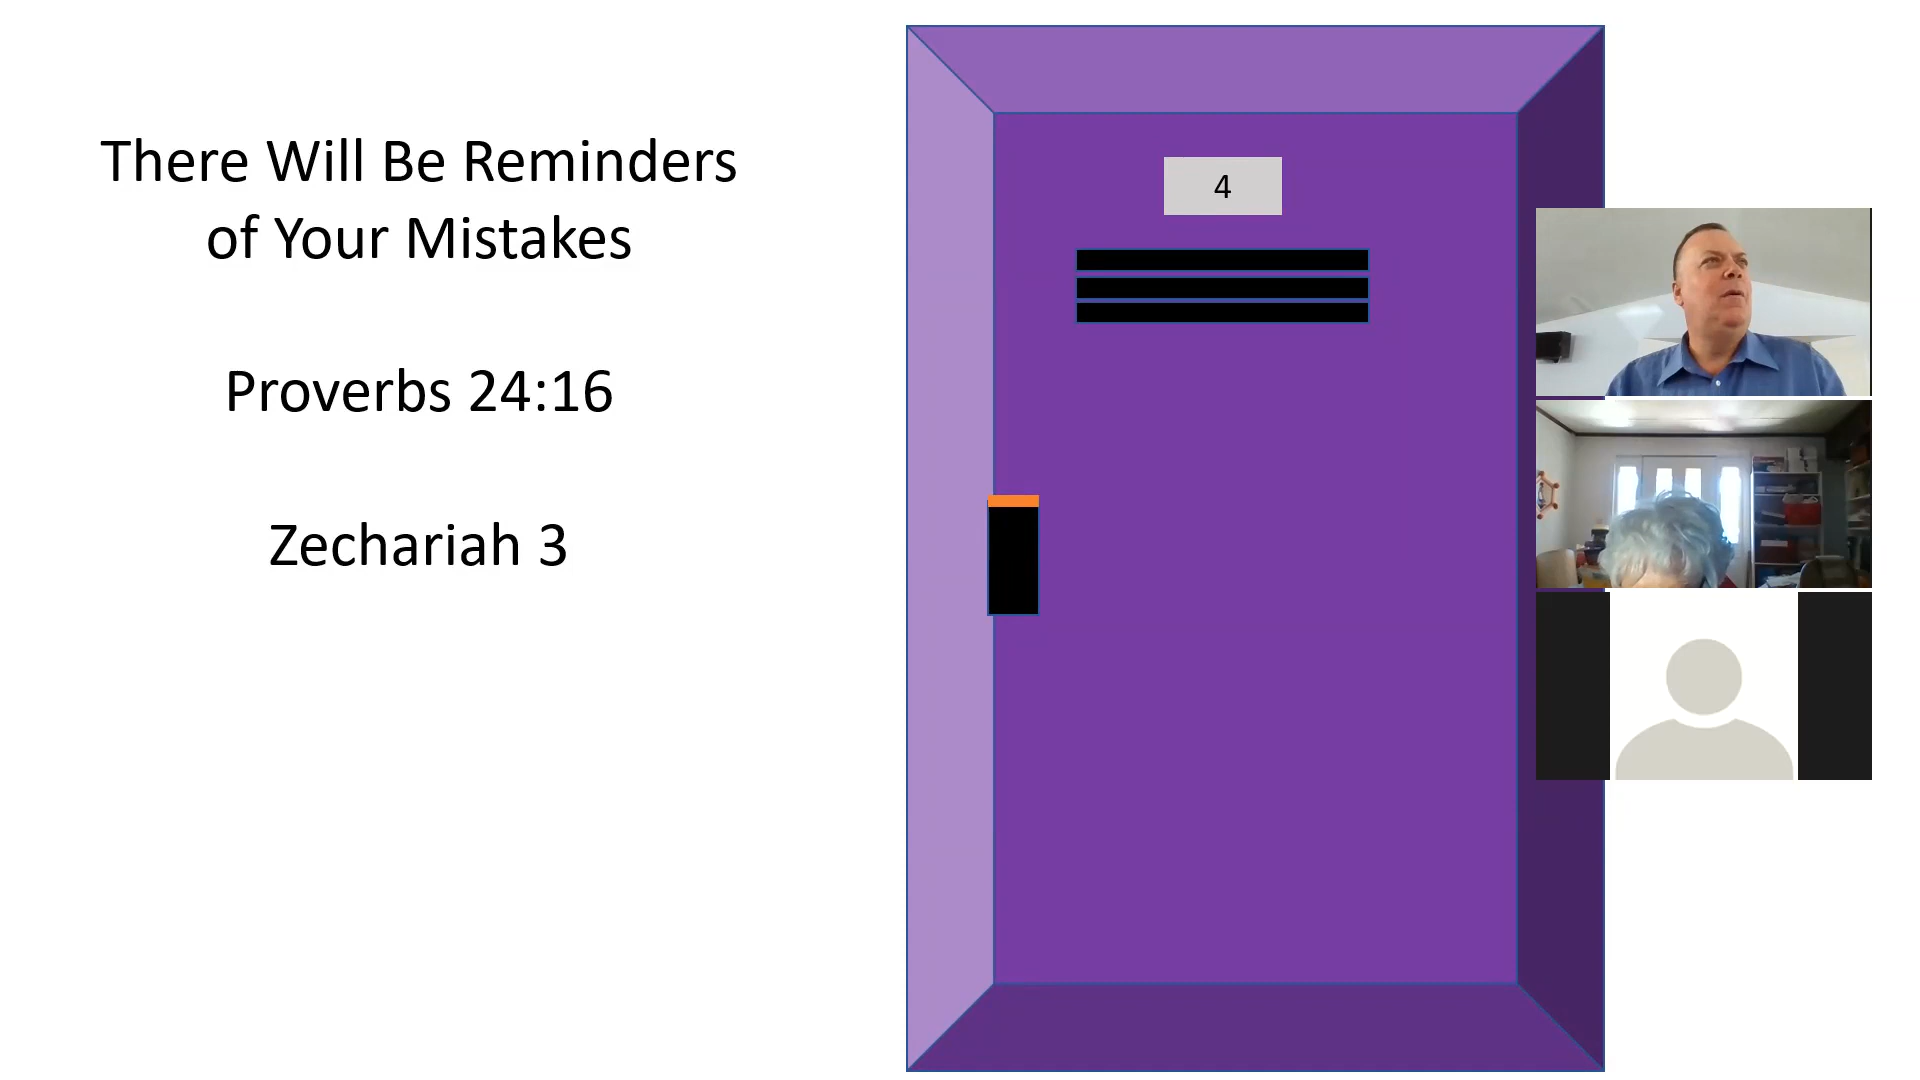 There Will Be Reminders
of Your Mistakes
Proverbs 24:16
Zechariah 3
4